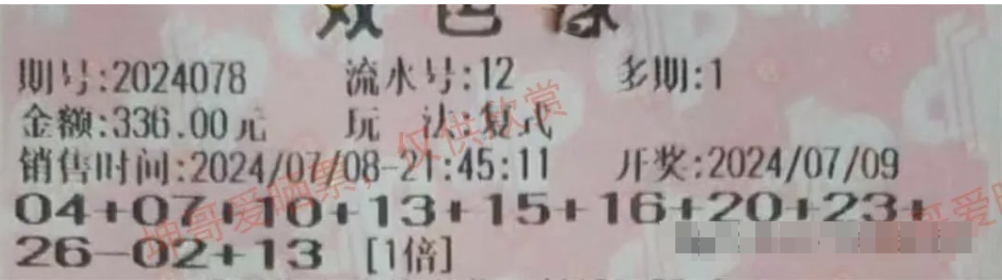 双色球
期号:2024078 流水号:12 多期:1
金额:336.00元 玩 法:复式
销售时间:2024/07/08-21:45:11 开奖:2024/07/09
04+07+10+13+15+16+20+23+
26-02+13 [1倍]
坤哥爱晒票,仅供欣赏
哥爱